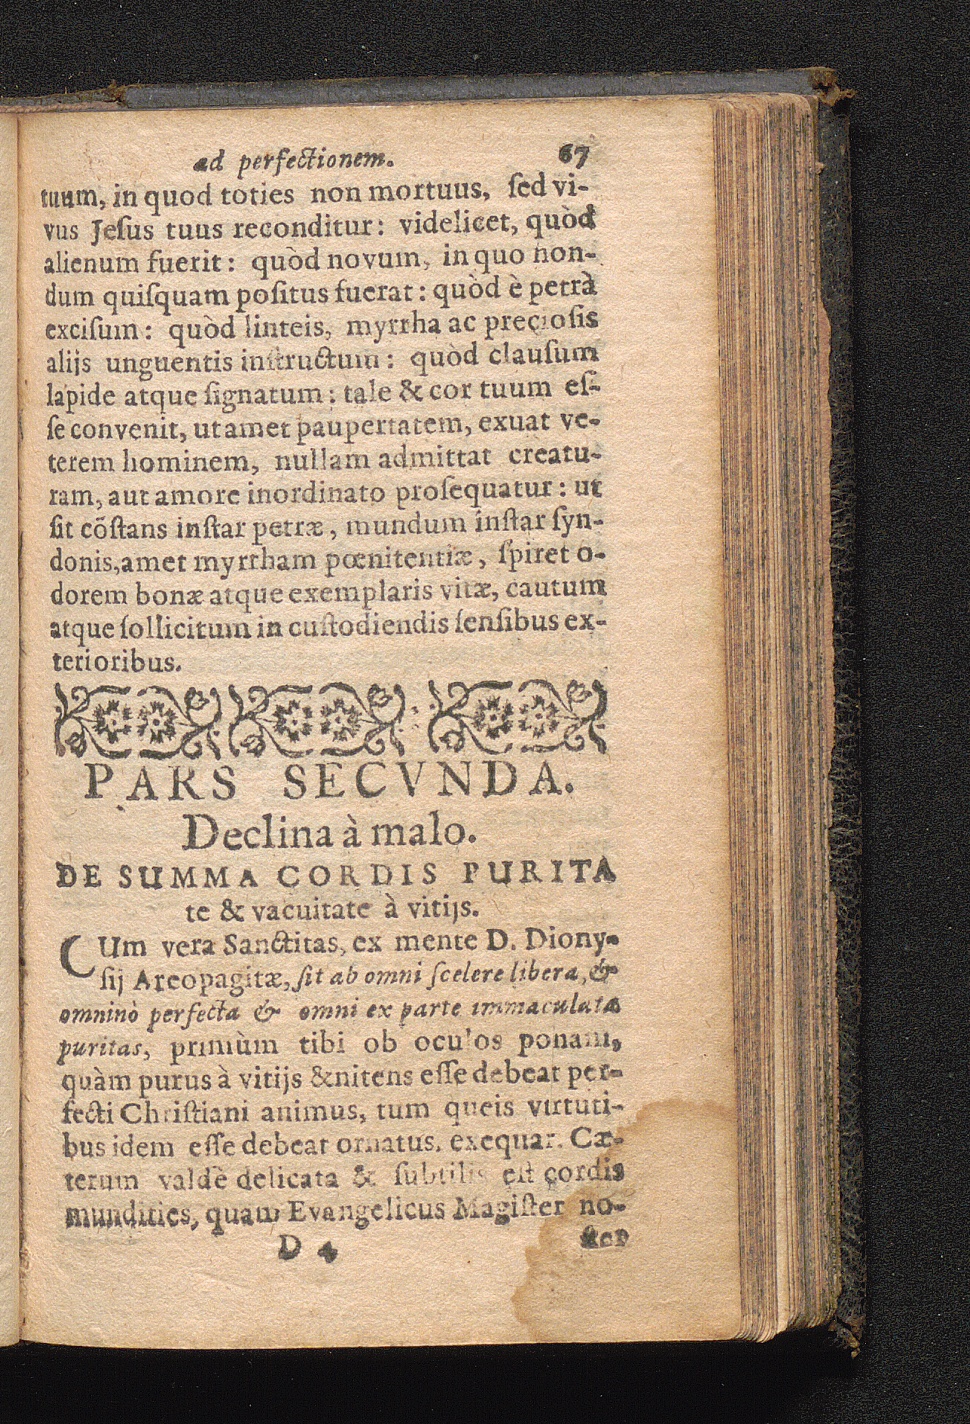 ad perfectionem. 67
tuum, in quod toties non mortuus, ſed vi-
vus Jeſus tuus reconditur: videlicet, quòd
alienum fuerit: quòd novum, in quo non-
dum quiſquam poſitus fuerat: quòd è petrâ
exciſum: quòd linteis, myrrha ac precioſis
alijs unguentis inſtructum: quòd clauſum
lapide atque ſignatum: tale & cor tuum eſ-
ſe convenit, ut amet paupertatem, exuat ve-
terem hominem, nullam admittat creatu-
ram, aut amore inordinato proſequatur: ut
ſit cõſtans inſtar petræ, mundum inſtar ſyn-
donis, amet myrrham pœnitentiæ, ſpiret o-
dorem bonæ atque exemplaris vitæ, cautum
atque ſollicitum in cuſtodiendis ſenſibus ex-
terioribus.
PARS SECVNDA.
Declina à malo.
DE SUMMA CORDIS PURITA
te & vacuitate à vitijs.
CUm vera Sanctitas, ex mente D. Diony-
ſij Areopagitæ, ſit ab omni ſcelere libera, &
omninò perfecta & omni ex parte immaculata
puritas, primùm tibi ob oculos ponam,
quàm purus à vitijs & nitens eſſe debeat per-
fecti Chriſtiani animus, tum queis virtuti-
bus idem eſſe debeat ornatus, exequar. Cæ-
terum valdè delicata & ſubtilis eſt cordis
mundities, quam Evangelicus Magiſter no-
D 4 ſter